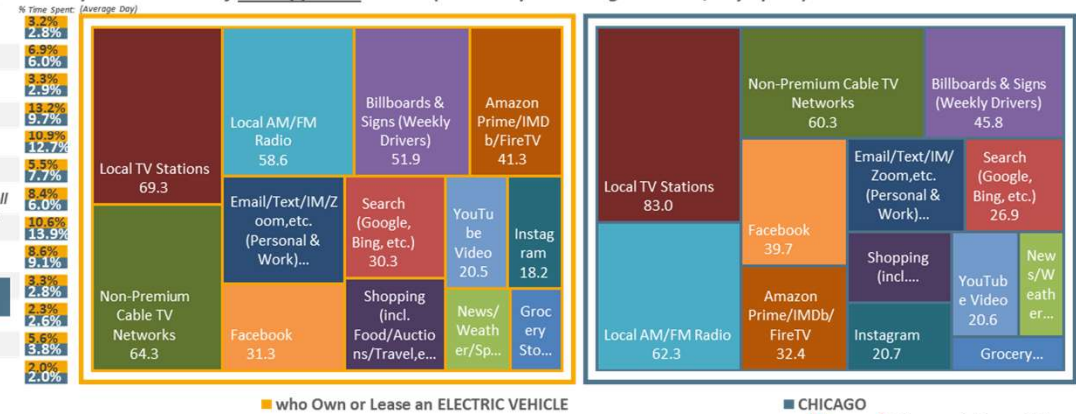 % Time Spent: (Average Day)
3.2%
2.8%
6.9%
6.0%
3.3%
2.9%
13.2%
9.7%
10.9%
12.7%
5.5%
7.7%
8.4%
6.0%
10.6%
13.9%
8.6%
9.1%
3.3%
2.8%
2.3%
2.6%
5.6%
3.8%
2.0%
2.0%
Local TV Stations
69.3
Non-Premium
Cable TV
Networks
64.3
Local AM/FM
Radio
58.6
Billboards &
Signs (Weekly
Drivers)
51.9
Amazon
Prime/IMD
b/FireTV
41.3
Email/Text/IM/Z
oom,etc.
(Personal &
Work)...
Facebook
31.3
Search
(Google,
Bing, etc.)
30.3
Shopping
(incl.
Food/Auctio
ns/Travel,e...
YouTu
be
Video
20.5
Instag
ram
18.2
News/
Weath
er/Sp...
Groc
ery
Sto...
Local TV Stations
83.0
Local AM/FM Radio
62.3
Non-Premium Cable TV
Networks
60.3
Billboards & Signs
(Weekly Drivers)
45.8
Facebook
39.7
Amazon
Prime/IMDb/
FireTV
32.4
Email/Text/IM/
Zoom,etc.
(Personal &
Work)...
Search
(Google,
Bing, etc.)
26.9
Shopping
(incl....
Instagram
20.7
YouTub
e Video
20.6
New
s/W
eath
er...
Grocery...
who Own or Lease an ELECTRIC VEHICLE
CHICAGO